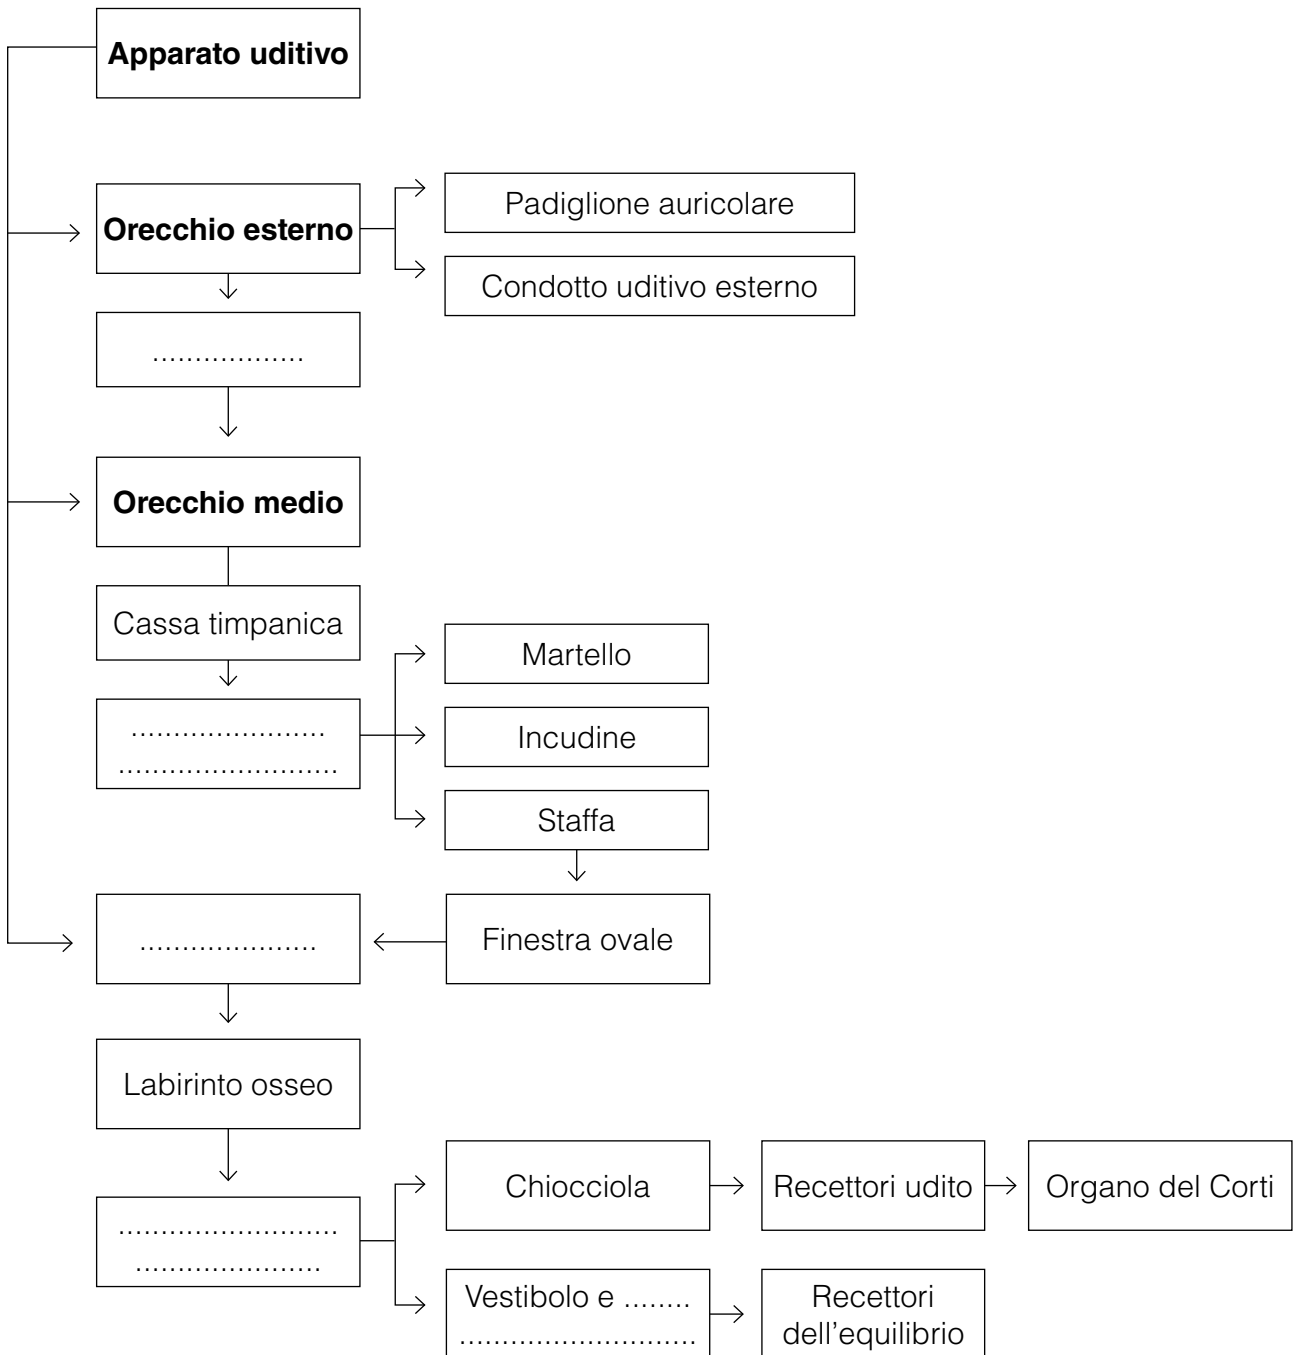 Apparato uditivo
Orecchio esterno
Padiglione auricolare
Condotto uditivo esterno
..................
Orecchio medio
Cassa timpanica
.......................
..........................
Martello
Incudine
Staffa
Finestra ovale
.....................
Labirinto osseo
..........................
......................
Chiocciola
Recettori udito
Organo del Corti
Vestibolo e ........
............................
Recettori
dell'equilibrio